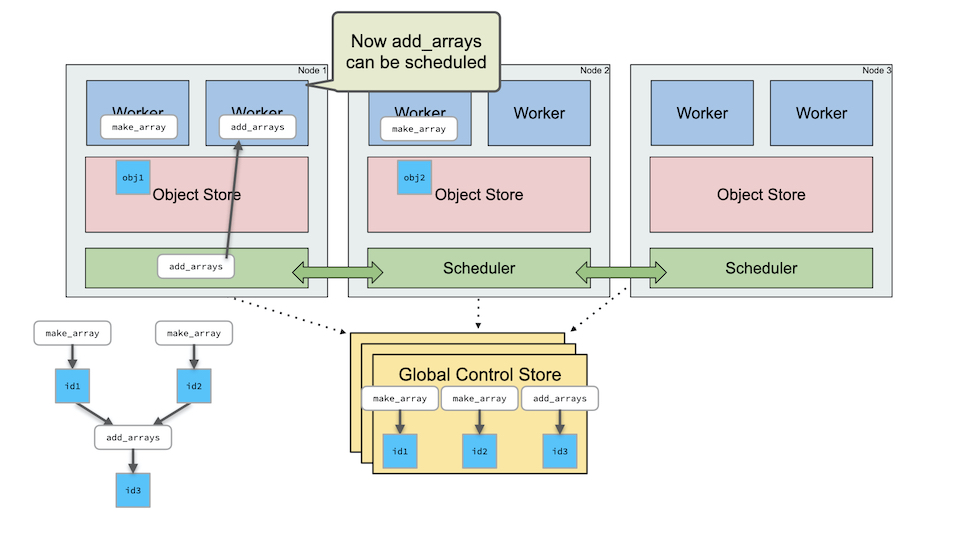 Now add_arrays
can be scheduled
Node 1
Node 2
Node 3
Worker
Worker
Worker
Worker
Worker
Worker
make_array
add_arrays
make_array
obj1
obj2
Object Store
Object Store
Object Store
add_arrays
Scheduler
Scheduler
make_array
make_array
id1
id2
add_arrays
id3
Global Control Store
make_array
make_array
add_arrays
id1
id2
id3